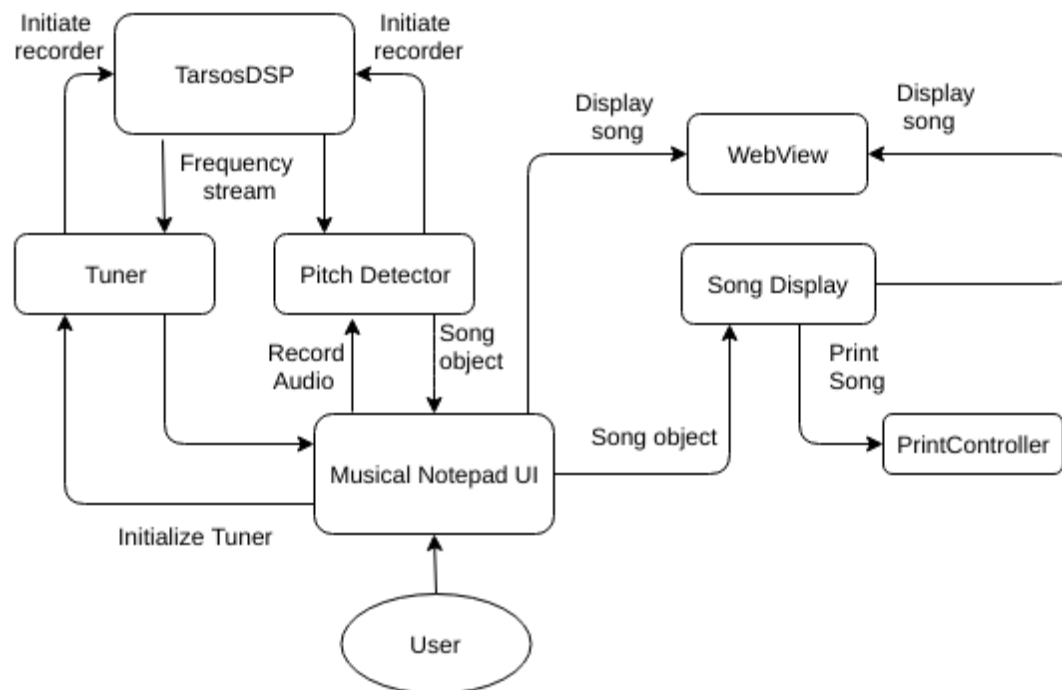 Initiate
recorder
TarsosDSP
Initiate
recorder
Frequency
stream
Display
song
WebView
Display
song
Tuner
Pitch Detector
Song Display
Record
Audio
Song
object
Print
Song
Song object
PrintController
Musical Notepad UI
Initialize Tuner
User